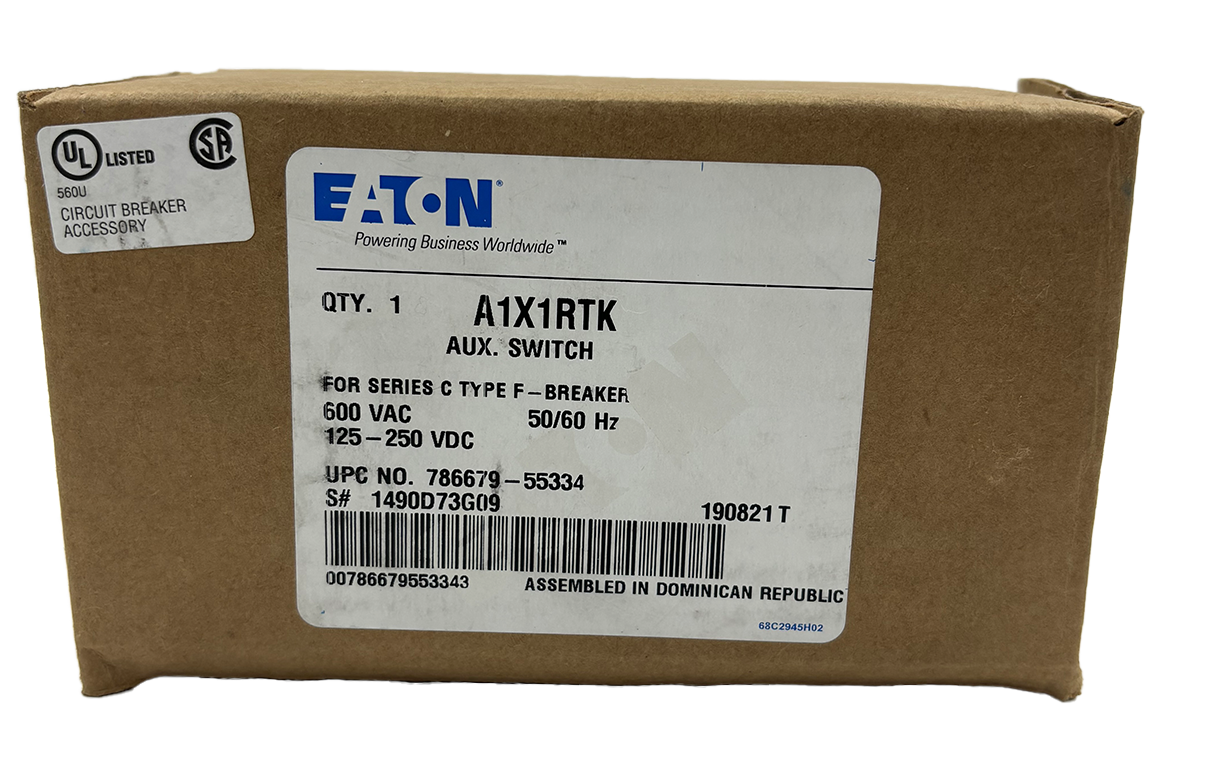 UL LISTED SA
560U
CIRCUIT BREAKER
ACCESSORY
EATON®
Powering Business Worldwide™
QTY. 1 A1X1RTK
AUX. SWITCH
FOR SERIES C TYPE F-BREAKER
600 VAC 50/60 Hz
125-250 VDC
UPC NO. 786679-55334
S# 1490D73G09 190821 T
00786679553343 ASSEMBLED IN DOMINICAN REPUBLIC
68C2945H02